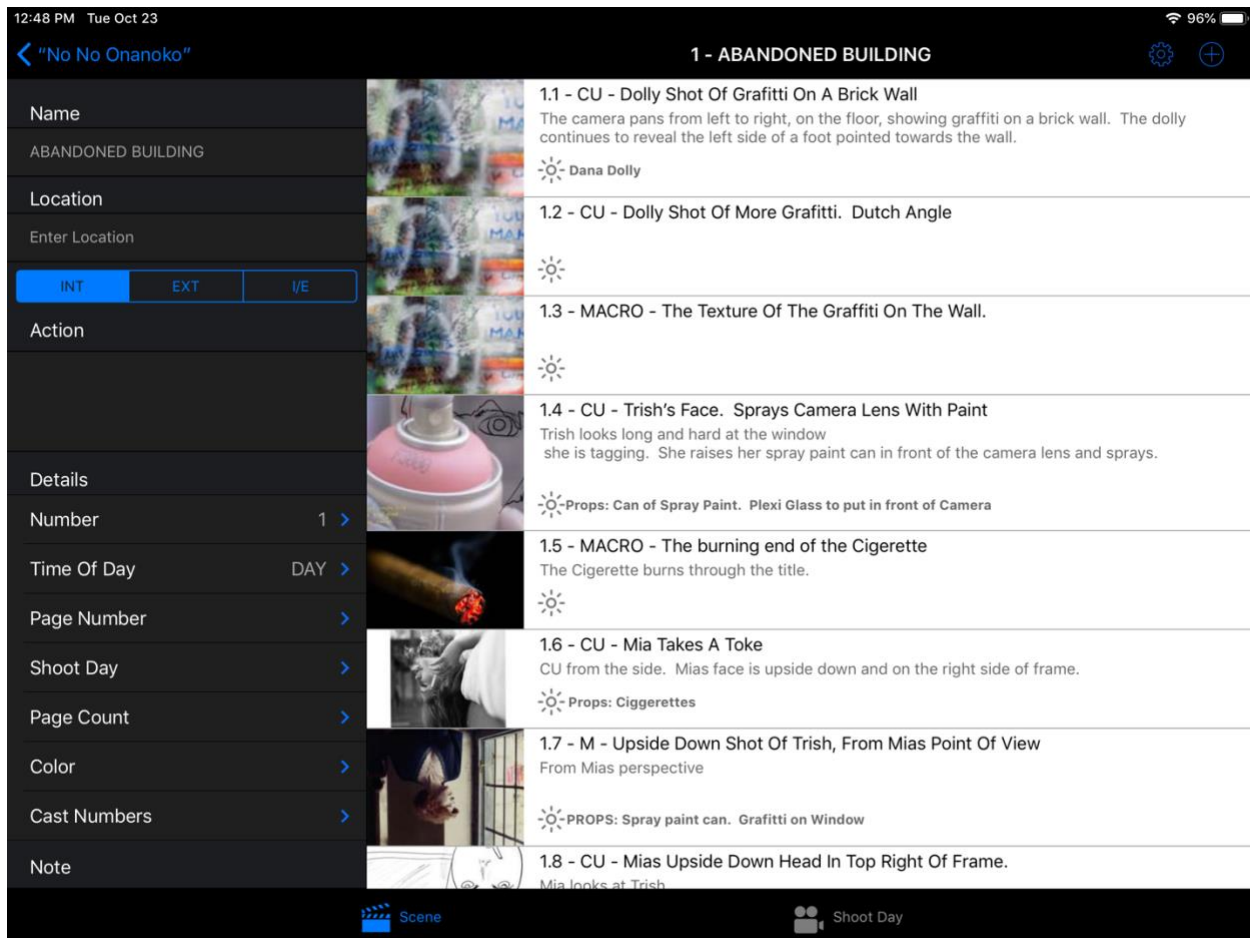 12:48 PM Tue Oct 23
96%
"No No Onanoko"
1 - ABANDONED BUILDING
Name
ABANDONED BUILDING
Location
Enter Location
INT EXT I/E
Action
Details
Number 1
Time Of Day DAY
Page Number
Shoot Day
Page Count
Color
Cast Numbers
Note
1.1 - CU - Dolly Shot Of Grafitti On A Brick Wall
The camera pans from left to right, on the floor, showing graffiti on a brick wall. The dolly
continues to reveal the left side of a foot pointed towards the wall.
Dana Dolly
1.2 - CU - Dolly Shot Of More Grafitti. Dutch Angle
1.3 - MACRO - The Texture Of The Graffiti On The Wall.
1.4 - CU - Trish's Face. Sprays Camera Lens With Paint
Trish looks long and hard at the window
she is tagging. She raises her spray paint can in front of the camera lens and sprays.
Props: Can of Spray Paint. Plexi Glass to put in front of Camera
1.5 - MACRO - The burning end of the Cigerette
The Cigerette burns through the title.
1.6 - CU - Mia Takes A Toke
CU from the side. Mias face is upside down and on the right side of frame.
Props: Ciggerettes
1.7 - M - Upside Down Shot Of Trish, From Mias Point Of View
From Mias perspective
PROPS: Spray paint can. Grafitti on Window
1.8 - CU - Mias Upside Down Head In Top Right Of Frame.
Mia looks at Trish
Scene
Shoot Day